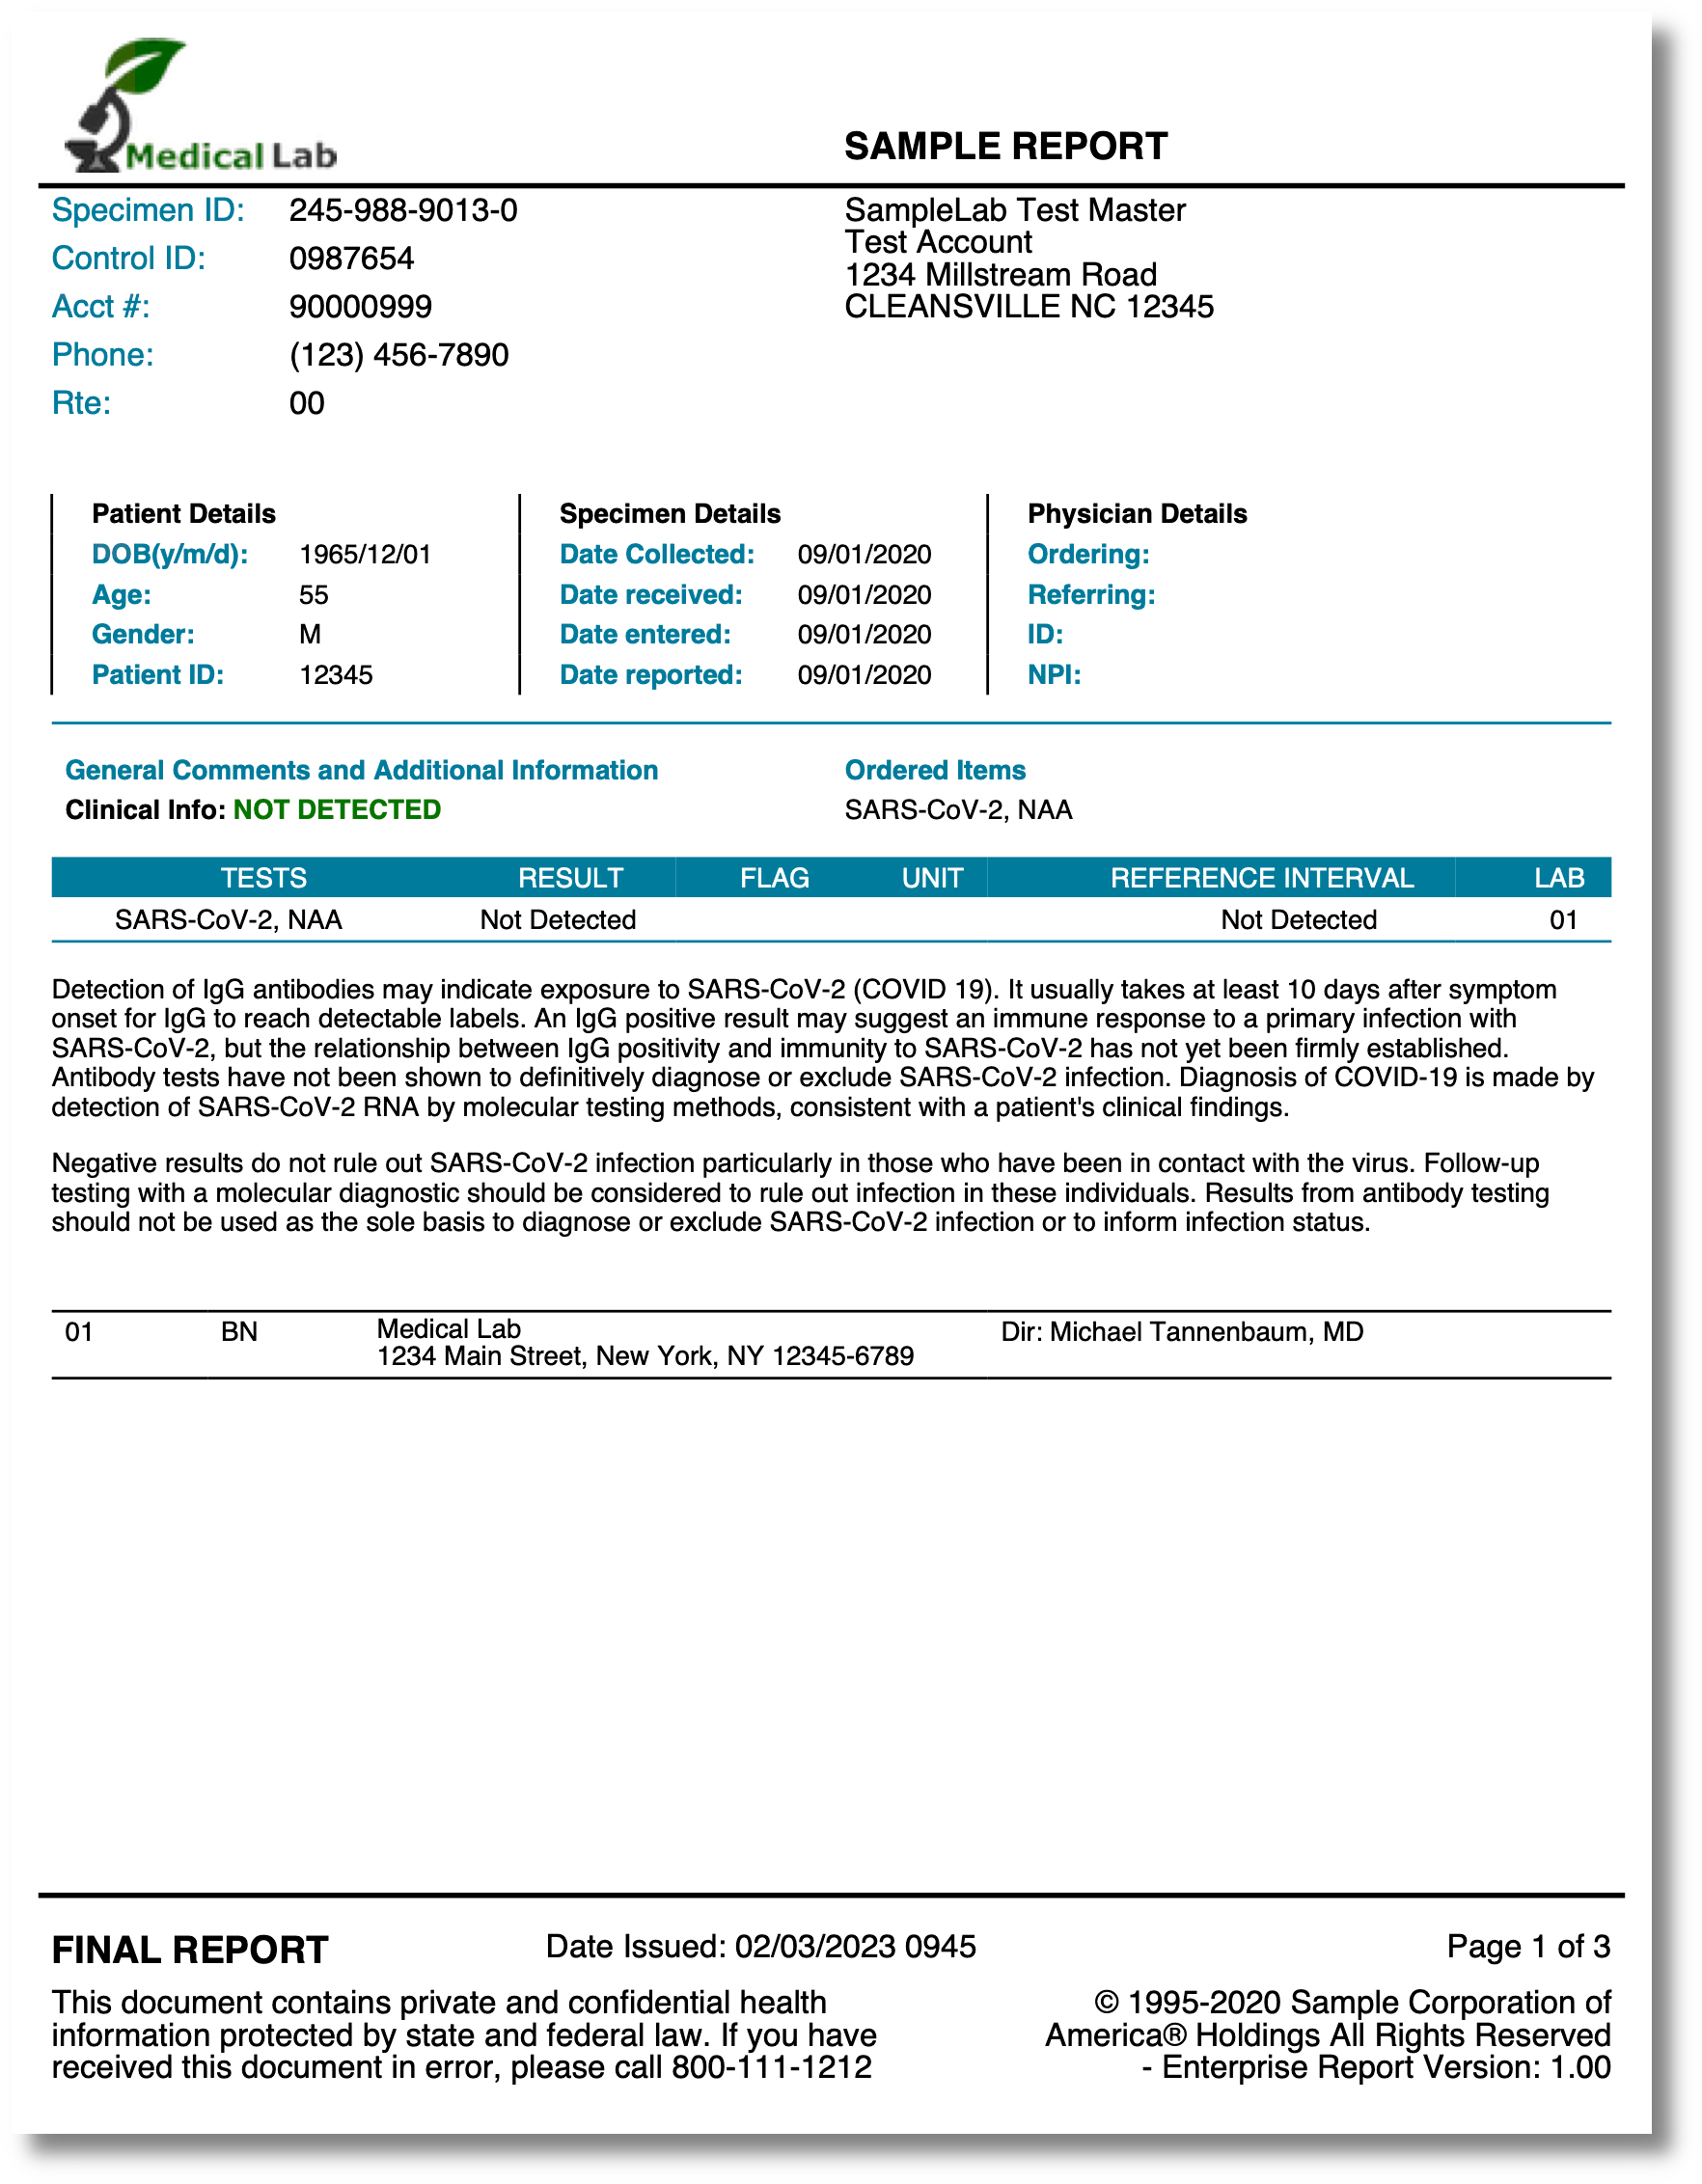 Medical Lab
SAMPLE REPORT
Specimen ID: 245-988-9013-0
Control ID: 0987654
Acct #: 90000999
Phone: (123) 456-7890
Rte: 00
SampleLab Test Master
Test Account
1234 Millstream Road
CLEANSVILLE NC 12345
Patient Details
DOB(y/m/d): 1965/12/01
Age: 55
Gender: M
Patient ID: 12345
Specimen Details
Date Collected: 09/01/2020
Date received: 09/01/2020
Date entered: 09/01/2020
Date reported: 09/01/2020
Physician Details
Ordering:
Referring:
ID:
NPI:
General Comments and Additional Information
Clinical Info: NOT DETECTED
Ordered Items
SARS-CoV-2, NAA
TESTS RESULT FLAG UNIT REFERENCE INTERVAL LAB
SARS-CoV-2, NAA Not Detected Not Detected 01
Detection of IgG antibodies may indicate exposure to SARS-CoV-2 (COVID 19). It usually takes at least 10 days after symptom
onset for IgG to reach detectable labels. An IgG positive result may suggest an immune response to a primary infection with
SARS-CoV-2, but the relationship between IgG positivity and immunity to SARS-CoV-2 has not yet been firmly established.
Antibody tests have not been shown to definitively diagnose or exclude SARS-CoV-2 infection. Diagnosis of COVID-19 is made by
detection of SARS-CoV-2 RNA by molecular testing methods, consistent with a patient's clinical findings.
Negative results do not rule out SARS-CoV-2 infection particularly in those who have been in contact with the virus. Follow-up
testing with a molecular diagnostic should be considered to rule out infection in these individuals. Results from antibody testing
should not be used as the sole basis to diagnose or exclude SARS-CoV-2 infection or to inform infection status.
01 BN Medical Lab Dir: Michael Tannenbaum, MD
1234 Main Street, New York, NY 12345-6789
FINAL REPORT Date Issued: 02/03/2023 0945 Page 1 of 3
This document contains private and confidential health
information protected by state and federal law. If you have
received this document in error, please call 800-111-1212
© 1995-2020 Sample Corporation of
America® Holdings All Rights Reserved
- Enterprise Report Version: 1.00